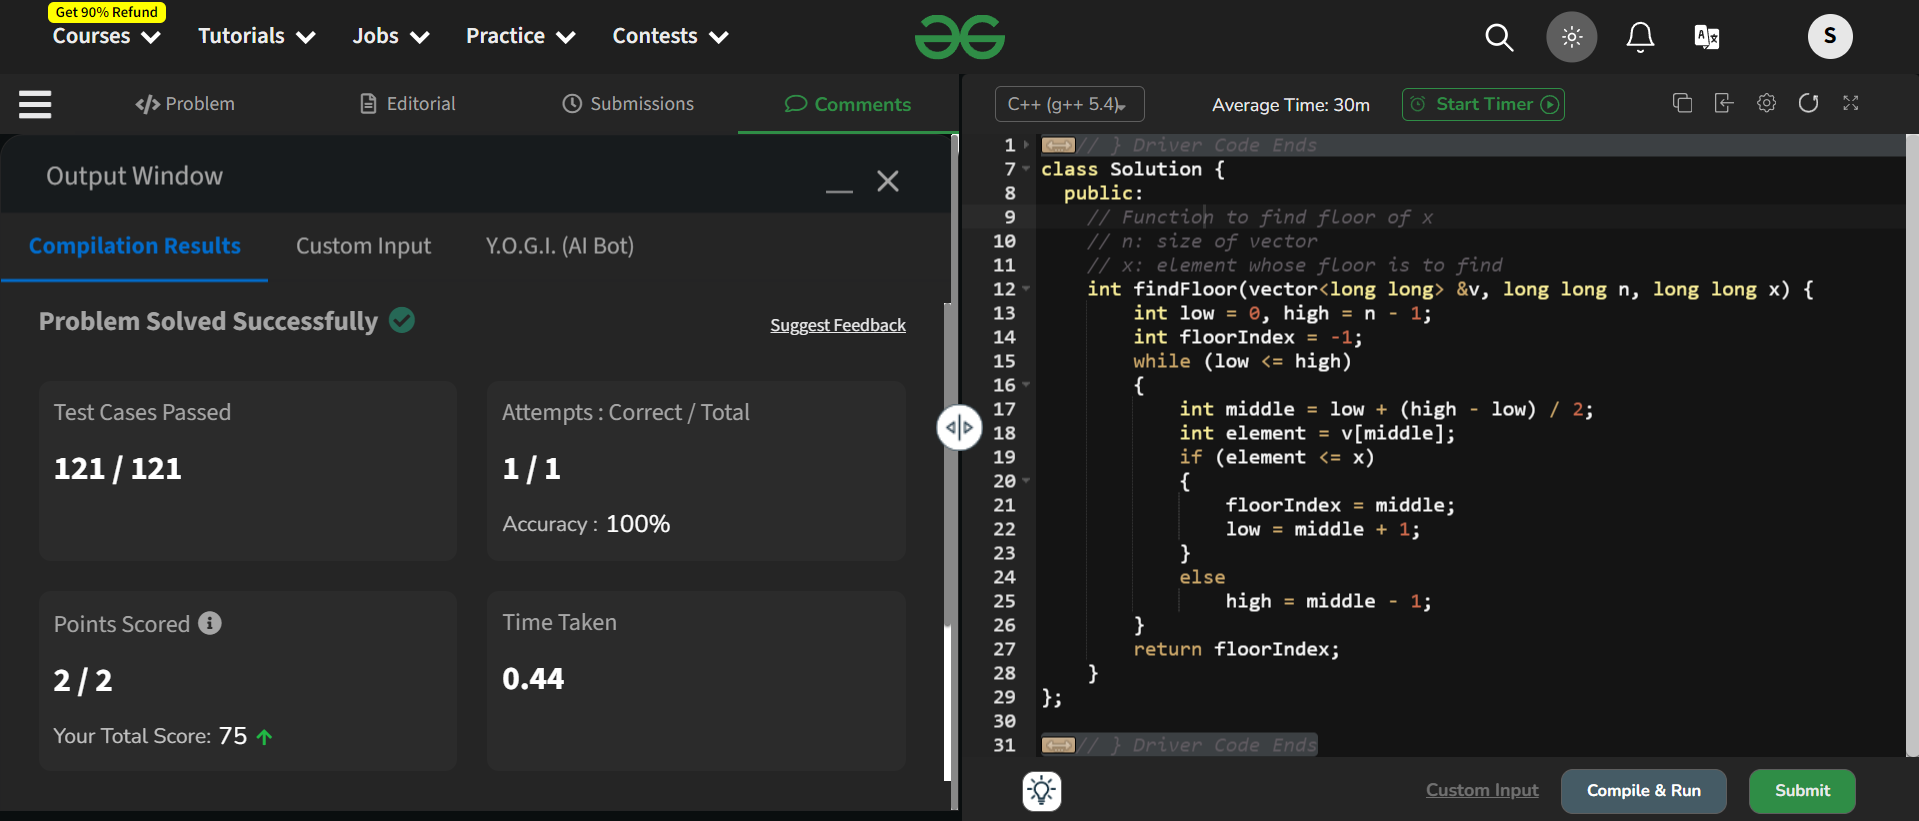 Get 90% Refund
Courses Tutorials Jobs Practice Contests
S
Problem Editorial Submissions Comments
C++ (g++ 5.4) Average Time: 30m Start Timer
Output Window
Compilation Results Custom Input Y.O.G.I. (AI Bot)
Problem Solved Successfully
Suggest Feedback
Test Cases Passed
121 / 121
Attempts : Correct / Total
1 / 1
Accuracy : 100%
Points Scored
2 / 2
Your Total Score: 75
Time Taken
0.44
1 // } Driver Code Ends
7 class Solution {
8 public:
9 // Function to find floor of x
10 // n: size of vector
11 // x: element whose floor is to find
12 int findFloor(vector<long long> &v, long long n, long long x) {
13 int low = 0, high = n - 1;
14 int floorIndex = -1;
15 while (low <= high)
16 {
17 int middle = low + (high - low) / 2;
18 int element = v[middle];
19 if (element <= x)
20 {
21 floorIndex = middle;
22 low = middle + 1;
23 }
24 else
25 high = middle - 1;
26 }
27 return floorIndex;
28 }
29 };
30
31 // } Driver Code Ends
Custom Input Compile & Run Submit